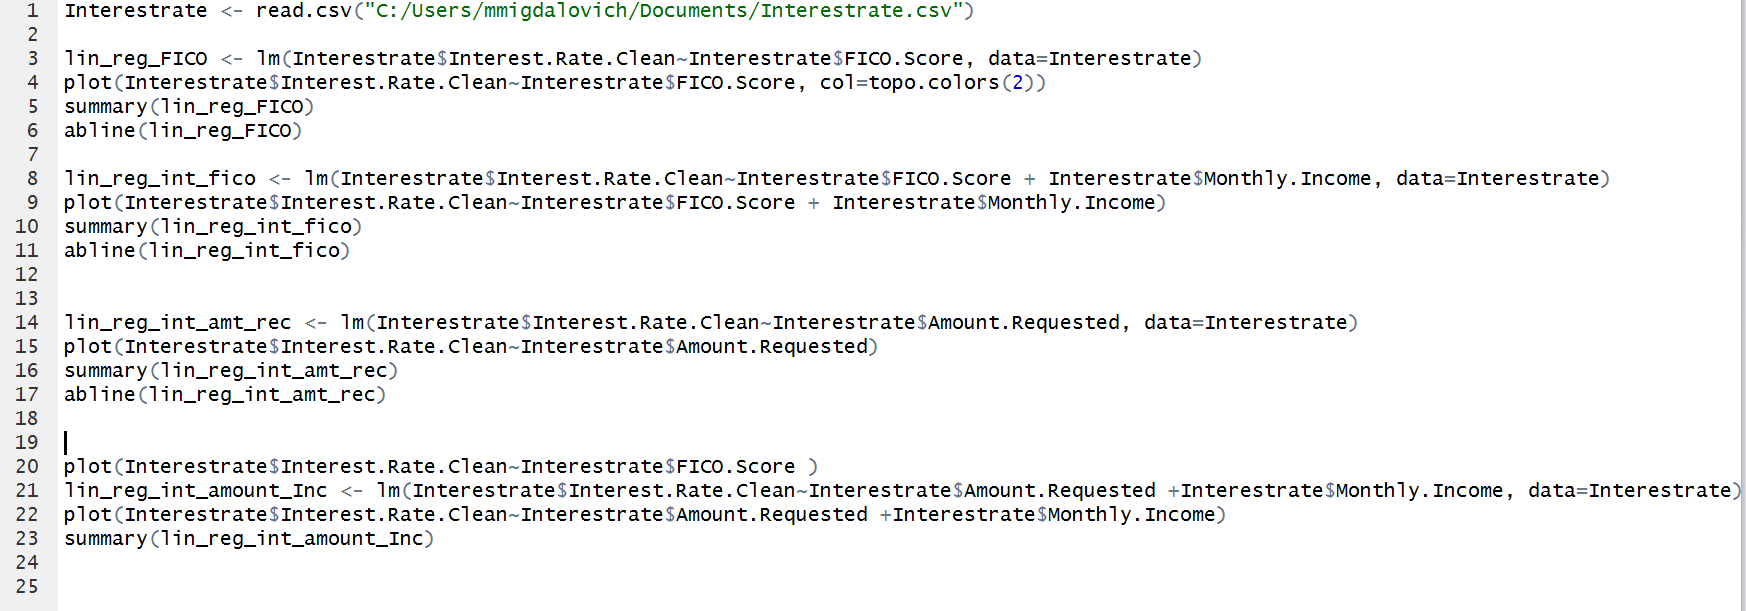 1 Interestrate <- read.csv("C:/Users/mmigdalovich/Documents/Interestrate.csv")
2
3 lin_reg_FICO <- lm(Interestrate$Interest.Rate.Clean~Interestrate$FICO.Score, data=Interestrate)
4 plot(Interestrate$Interest.Rate.Clean~Interestrate$FICO.Score, col=topo.colors(2))
5 summary(lin_reg_FICO)
6 abline(lin_reg_FICO)
7
8 lin_reg_int_fico <- lm(Interestrate$Interest.Rate.Clean~Interestrate$FICO.Score + Interestrate$Monthly.Income, data=Interestrate)
9 plot(Interestrate$Interest.Rate.Clean~Interestrate$FICO.Score + Interestrate$Monthly.Income)
10 summary(lin_reg_int_fico)
11 abline(lin_reg_int_fico)
12
13
14 lin_reg_int_amt_rec <- lm(Interestrate$Interest.Rate.Clean~Interestrate$Amount.Requested, data=Interestrate)
15 plot(Interestrate$Interest.Rate.Clean~Interestrate$Amount.Requested)
16 summary(lin_reg_int_amt_rec)
17 abline(lin_reg_int_amt_rec)
18
19
20 plot(Interestrate$Interest.Rate.Clean~Interestrate$FICO.Score )
21 lin_reg_int_amount_Inc <- lm(Interestrate$Interest.Rate.Clean~Interestrate$Amount.Requested +Interestrate$Monthly.Income, data=Interestrate)
22 plot(Interestrate$Interest.Rate.Clean~Interestrate$Amount.Requested +Interestrate$Monthly.Income)
23 summary(lin_reg_int_amount_Inc)
24
25